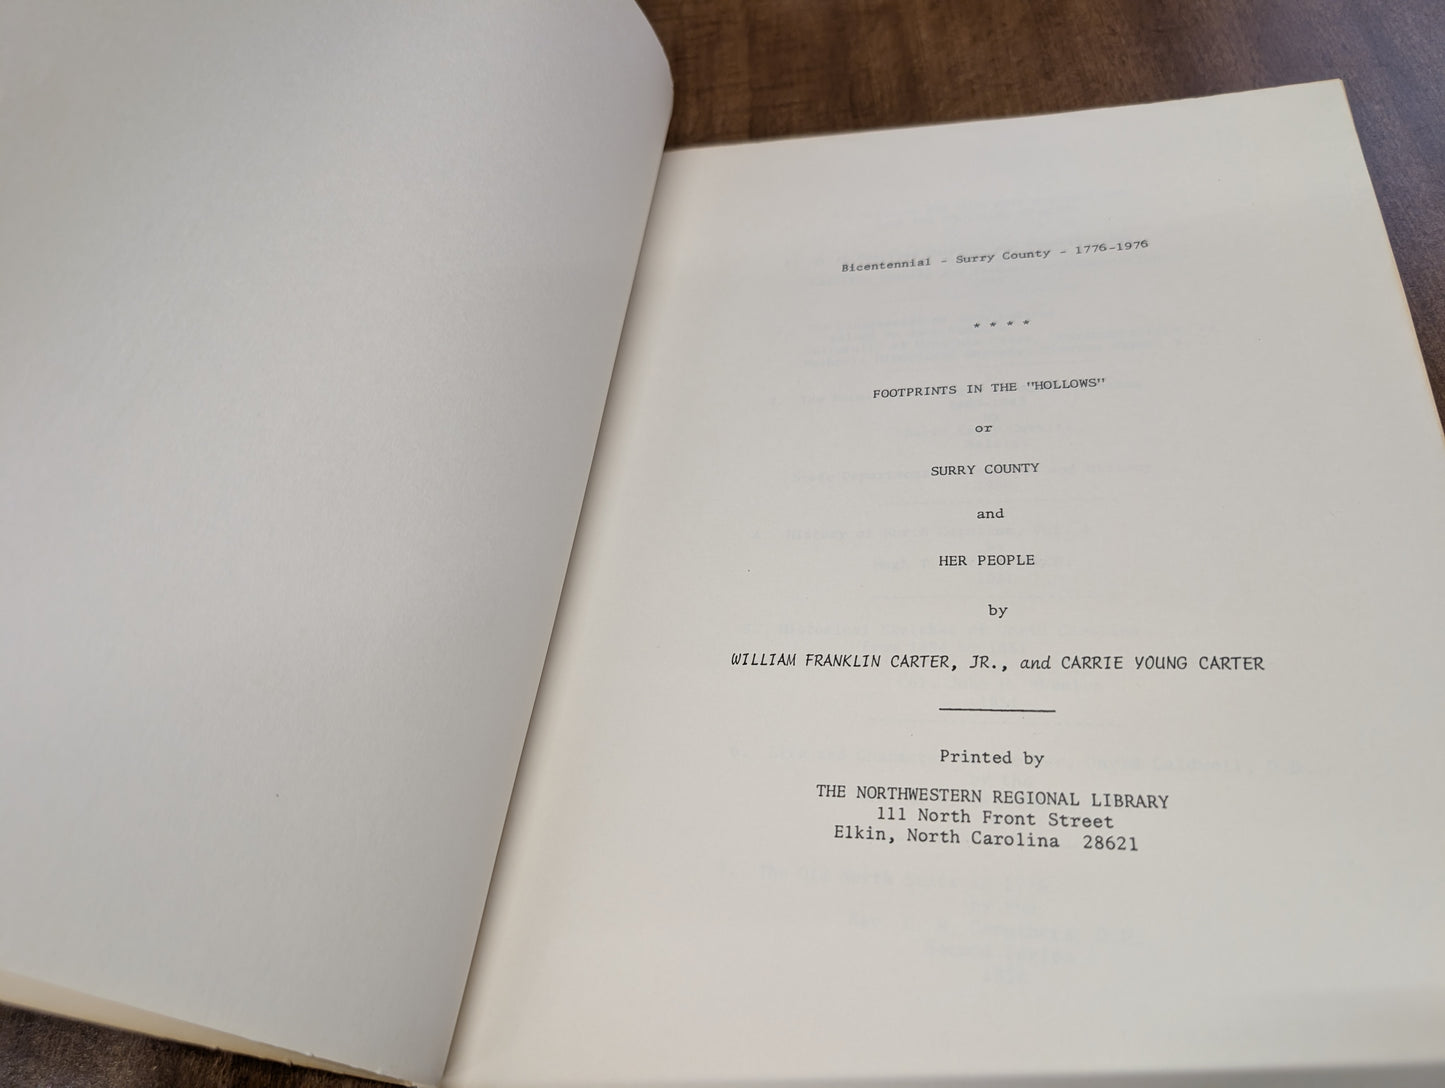 Bicentennial - Surry County - 1776-1976
* * * *
FOOTPRINTS IN THE "HOLLOWS"
or
SURRY COUNTY
and
HER PEOPLE
by
WILLIAM FRANKLIN CARTER, JR., and CARRIE YOUNG CARTER
Printed by
THE NORTHWESTERN REGIONAL LIBRARY
111 North Front Street
Elkin, North Carolina 28621